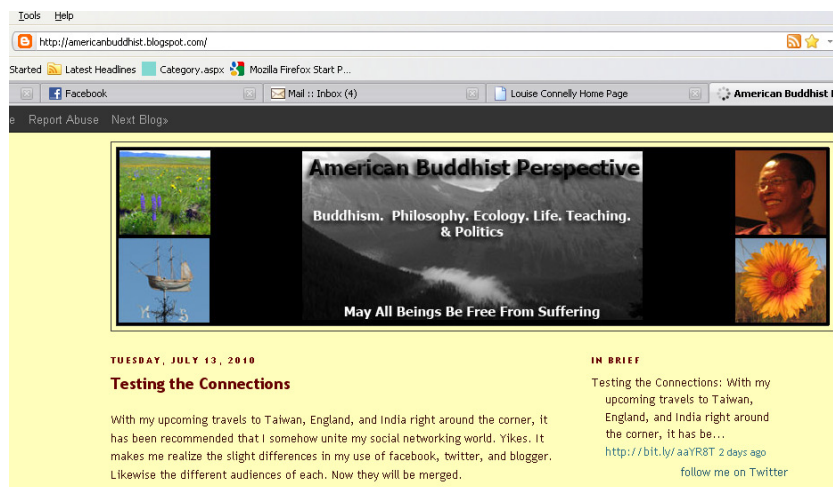 Tools Help
http://americanbuddhist.blogspot.com/
Started Latest Headlines Category.aspx Mozilla Firefox Start P...
Facebook Mail :: Inbox (4) Louise Connelly Home Page American Buddhist
e Report Abuse Next Blog»
American Buddhist Perspective
Buddhism. Philosophy. Ecology. Life. Teaching.
& Politics
May All Beings Be Free From Suffering
TUESDAY, JULY 13, 2010
Testing the Connections
With my upcoming travels to Taiwan, England, and India right around the corner, it
has been recommended that I somehow unite my social networking world. Yikes. It
makes me realize the slight differences in my use of facebook, twitter, and blogger.
Likewise the different audiences of each. Now they will be merged.
IN BRIEF
Testing the Connections: With my
upcoming travels to Taiwan,
England, and India right around
the corner, it has be...
http://bit.ly/aaYR8T 2 days ago
follow me on Twitter